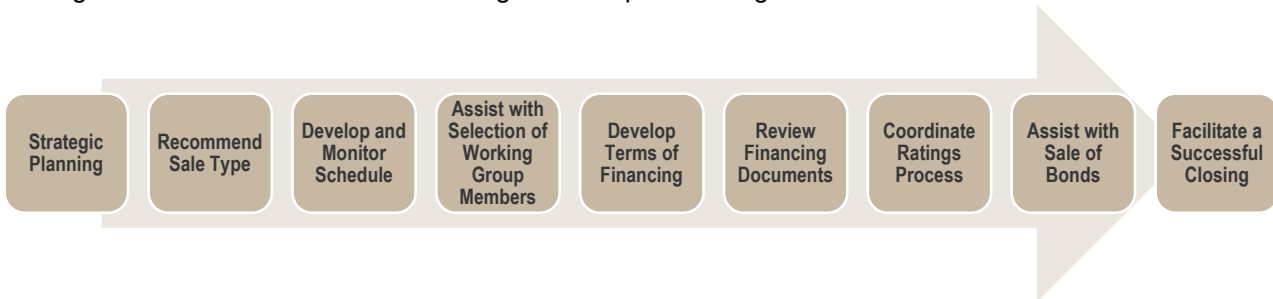 Strategic
Planning
Recommend
Sale Type
Develop and
Monitor
Schedule
Assist with
Selection of
Working
Group
Members
Develop
Terms of
Financing
Review
Financing
Documents
Coordinate
Ratings
Process
Assist with
Sale of
Bonds
Facilitate a
Successful
Closing